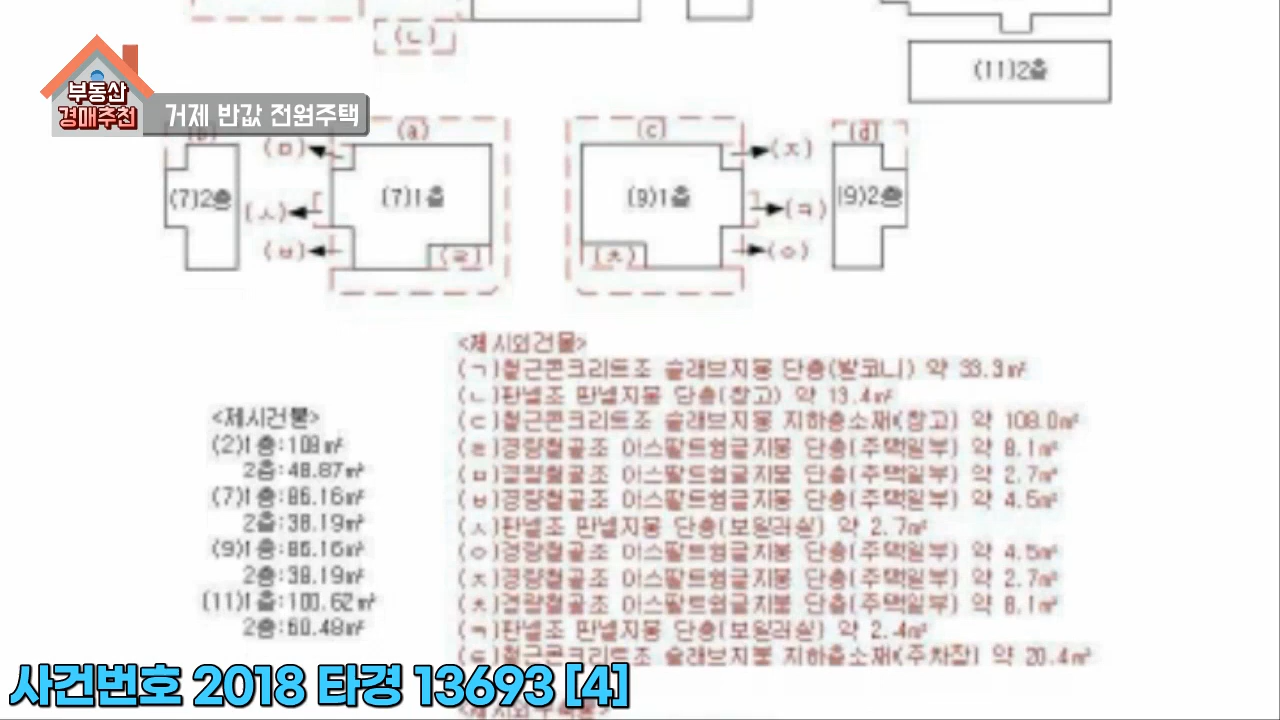 (ㄴ)
(11)2층
부동산
경매추천
거제 반값 전원주택
(b) (a) (c) (d)
(ㅁ) (ㅈ)
(7)2층 (7)1층 (9)1층 (9)2층
(ㅅ) (ㅋ)
(ㅂ) (ㄹ) (ㅊ) (ㅇ)
<제시외건물>
(ㄱ)철근콘크리트조 슬래브지붕 단층(발코니) 약 33.3㎡
(ㄴ)판넬조 판넬지붕 단층(창고) 약 13.4㎡
(ㄷ)철근콘크리트조 슬래브지붕 지하층소재(창고) 약 108.0㎡
(ㄹ)경량철골조 아스팔트슁글지붕 단층(주택일부) 약 8.1㎡
(ㅁ)경량철골조 아스팔트슁글지붕 단층(주택일부) 약 2.7㎡
(ㅂ)경량철골조 아스팔트슁글지붕 단층(주택일부) 약 4.5㎡
(ㅅ)판넬조 판넬지붕 단층(보일러실) 약 2.7㎡
(ㅇ)경량철골조 아스팔트슁글지붕 단층(주택일부) 약 4.5㎡
(ㅈ)경량철골조 아스팔트슁글지붕 단층(주택일부) 약 2.7㎡
(ㅊ)경량철골조 아스팔트슁글지붕 단층(주택일부) 약 8.1㎡
(ㅋ)판넬조 판넬지붕 단층(보일러실) 약 2.4㎡
철근콘크리트조 슬래브지붕 지하층소재(주차장) 약 20.4㎡
<제시건물>
(2)1층:108㎡
2층:48.87㎡
(7)1층:86.16㎡
2층:38.19㎡
(9)1층:86.16㎡
2층:38.19㎡
(11)1층:100.62㎡
2층:50.48㎡
사건번호 2018 타경 13693 [4]